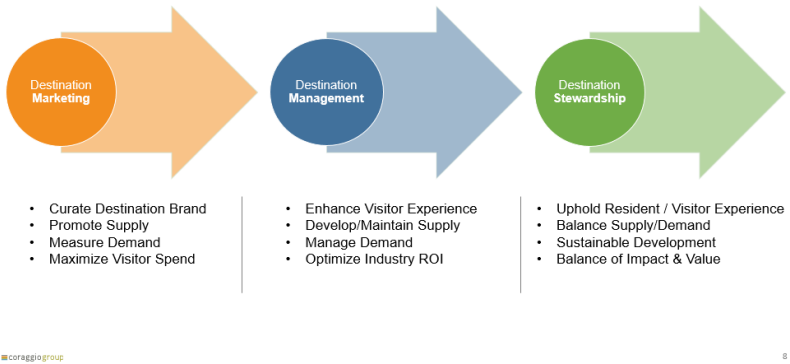 Destination
Marketing
Destination
Management
Destination
Stewardship
• Curate Destination Brand
• Promote Supply
• Measure Demand
• Maximize Visitor Spend
• Enhance Visitor Experience
• Develop/Maintain Supply
• Manage Demand
• Optimize Industry ROI
• Uphold Resident / Visitor Experience
• Balance Supply/Demand
• Sustainable Development
• Balance of Impact & Value
coraggiogroup
8